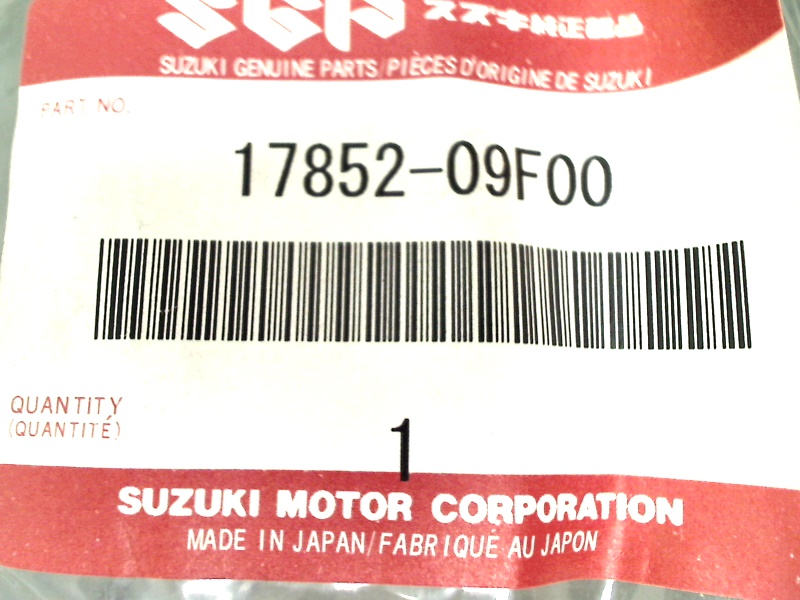 SGP スズキ純正部品
SUZUKI GENUINE PARTS/PIÈCES D'ORIGINE DE SUZUKI
PART NO.
17852-09F00
QUANTITY
(QUANTITÉ)
1
SUZUKI MOTOR CORPORATION
MADE IN JAPAN/FABRIQUÉ AU JAPON